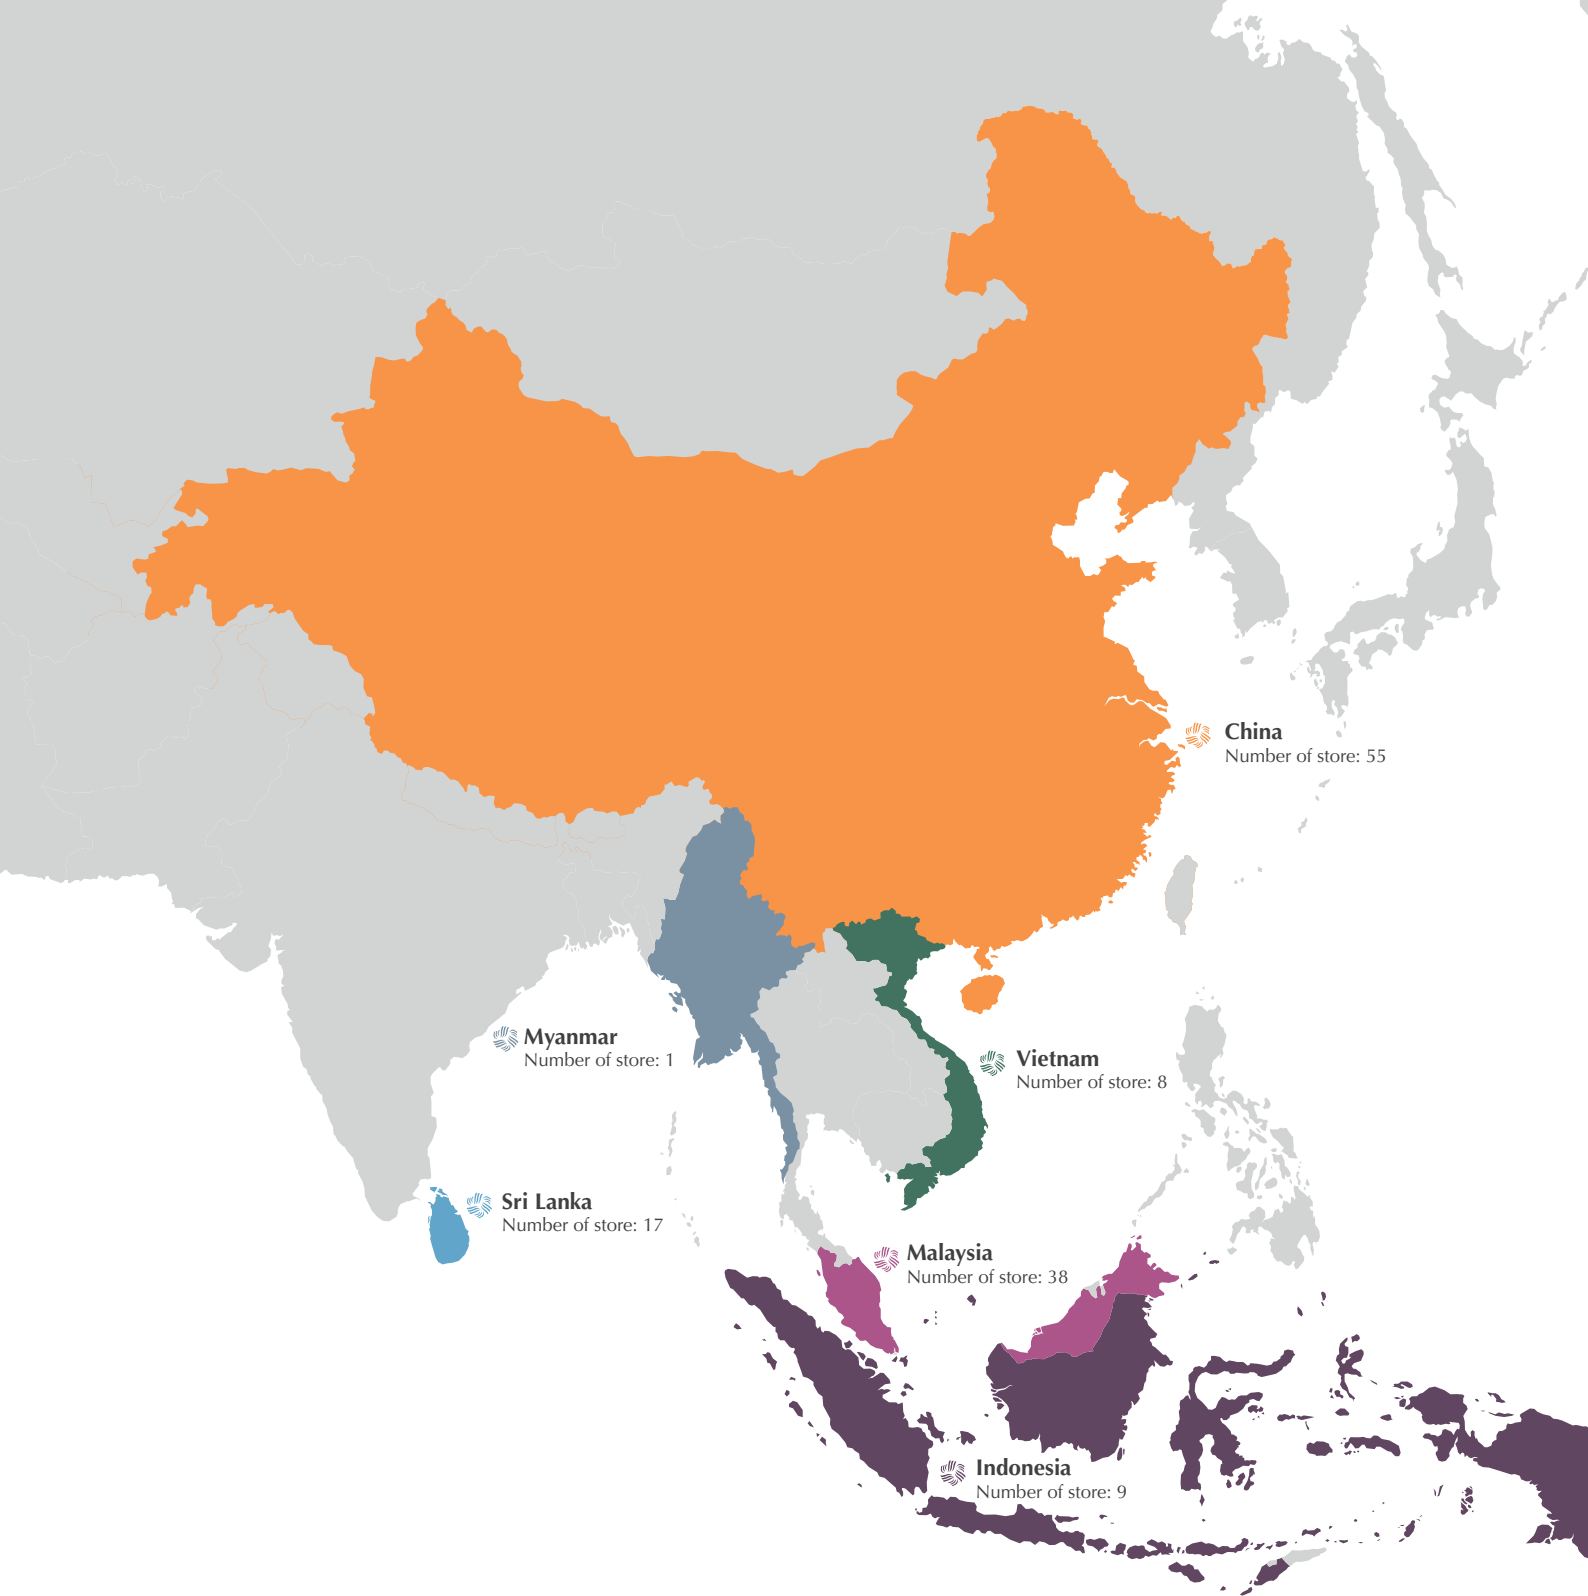 China
Number of store: 55
Myanmar
Number of store: 1
Vietnam
Number of store: 8
Sri Lanka
Number of store: 17
Malaysia
Number of store: 38
Indonesia
Number of store: 9